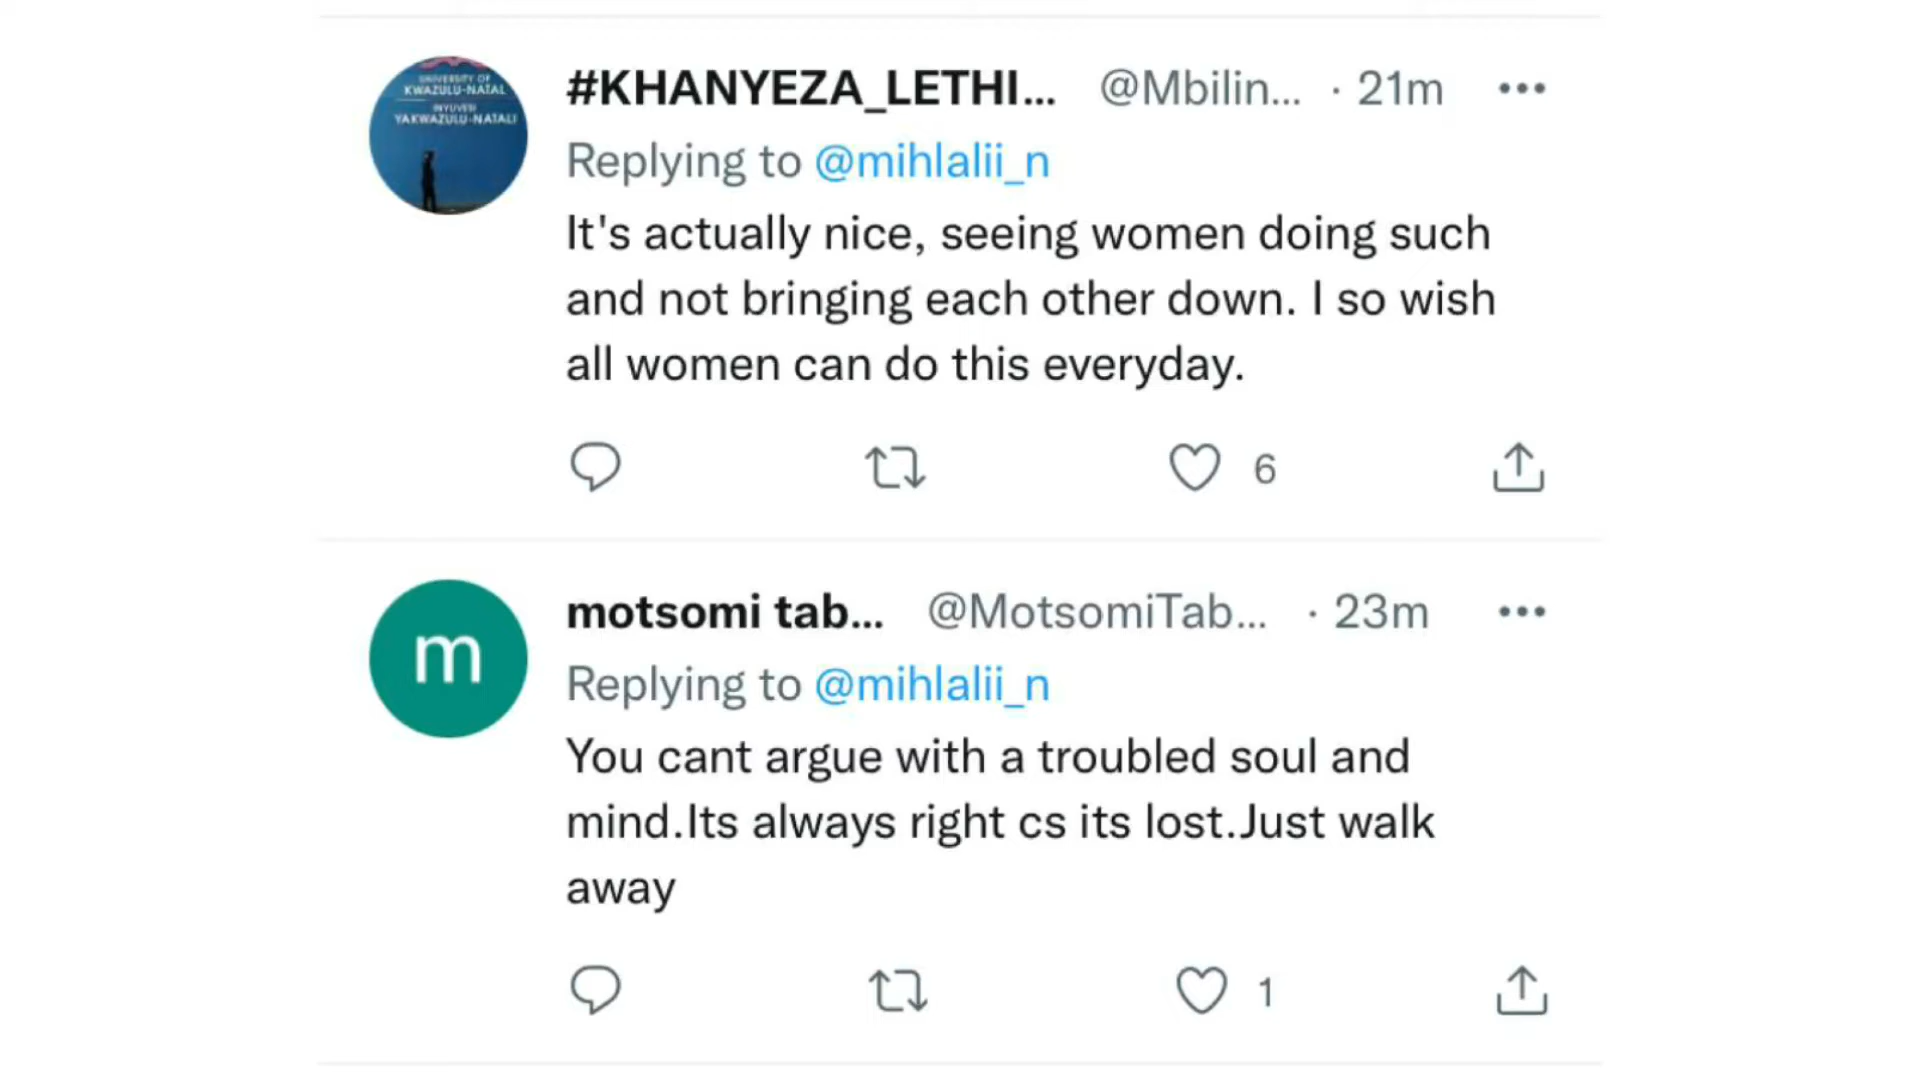 UNIVERSITY OF
KWAZULU-NATAL
INYUVESI
YAKWAZULU-NATALI
#KHANYEZA_LETHI... @Mbilin... · 21m
Replying to @mihlalii_n
It's actually nice, seeing women doing such
and not bringing each other down. I so wish
all women can do this everyday.
6
m
motsomi tab... @MotsomiTab... · 23m
Replying to @mihlalii_n
You cant argue with a troubled soul and
mind.Its always right cs its lost.Just walk
away
1